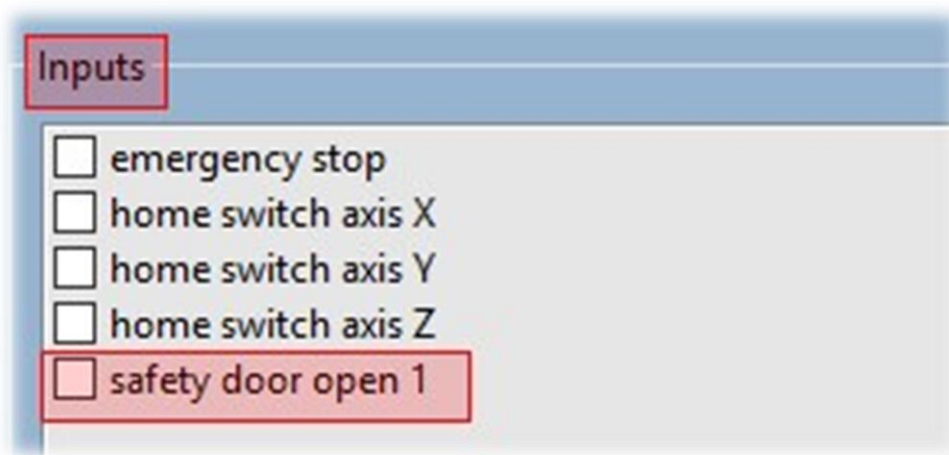 Inputs
emergency stop
home switch axis X
home switch axis Y
home switch axis Z
safety door open 1